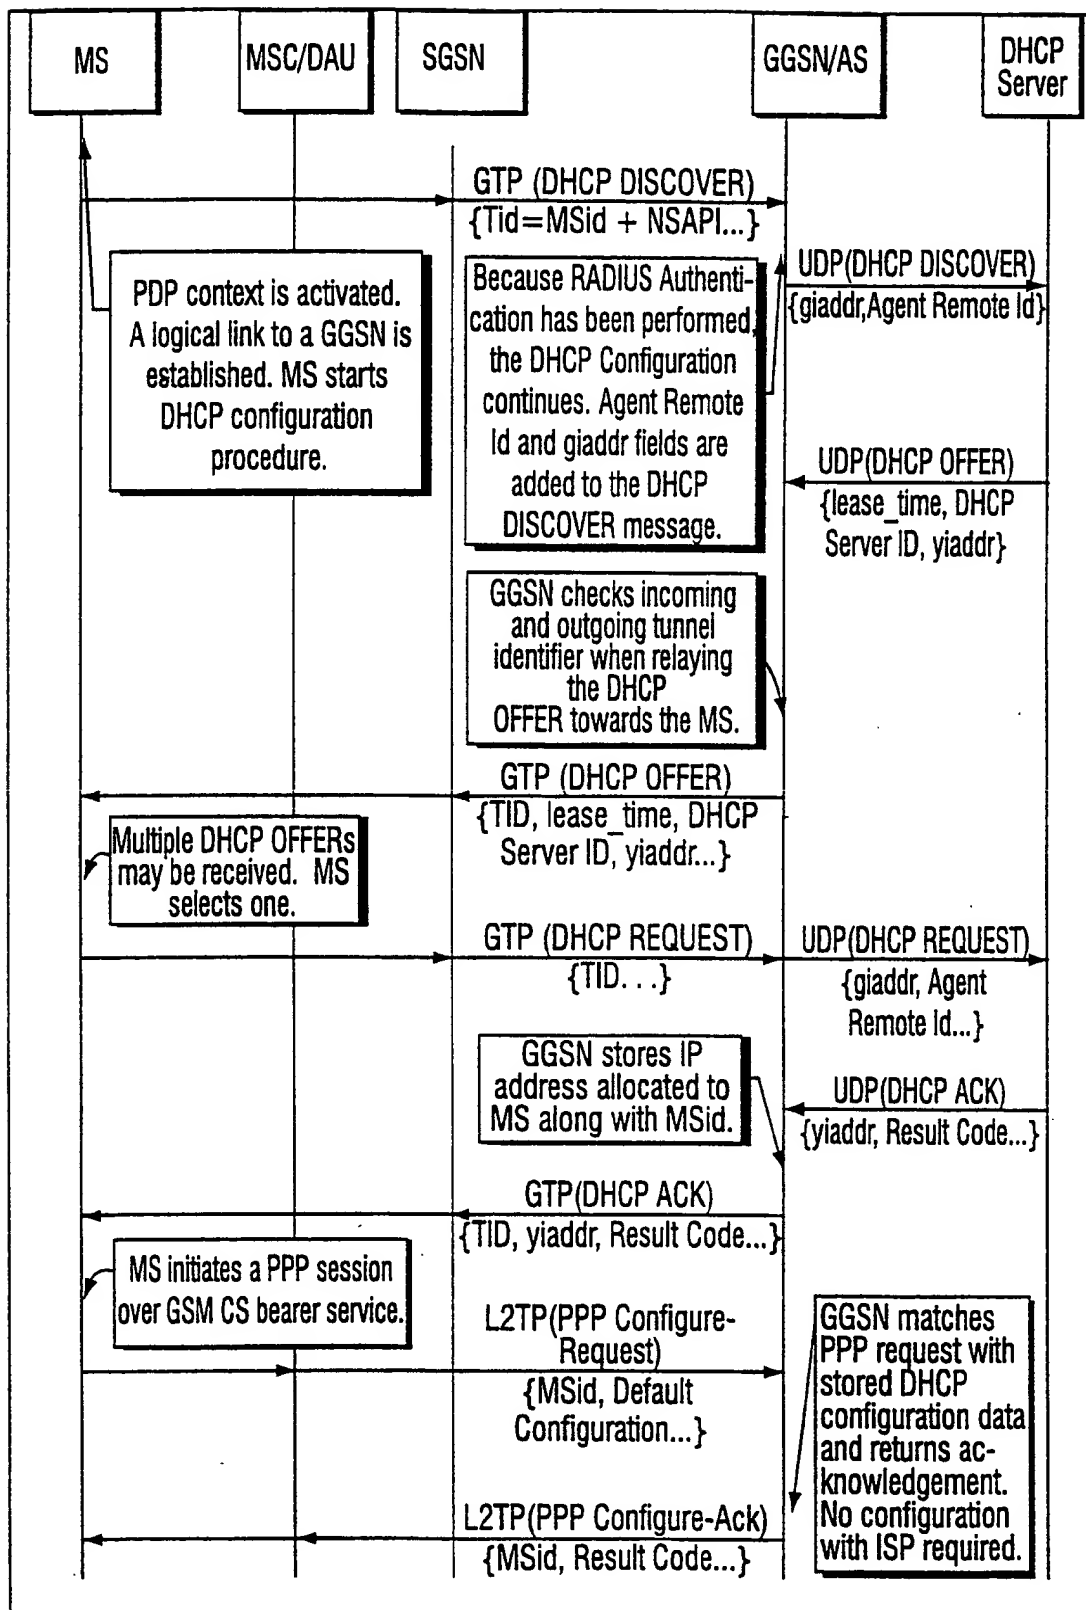 MS
MSC/DAU
SGSN
GGSN/AS
DHCP
Server
GTP (DHCP DISCOVER)
{Tid=MSid + NSAPI...}
PDP context is activated.
A logical link to a GGSN is
established. MS starts
DHCP configuration
procedure.
Because RADIUS Authenti-
cation has been performed,
the DHCP Configuration
continues. Agent Remote
Id and giaddr fields are
added to the DHCP
DISCOVER message.
UDP(DHCP DISCOVER)
{giaddr,Agent Remote Id}
UDP(DHCP OFFER)
{lease_time, DHCP
Server ID, yiaddr}
GGSN checks incoming
and outgoing tunnel
identifier when relaying
the DHCP
OFFER towards the MS.
GTP (DHCP OFFER)
{TID, lease_time, DHCP
Server ID, yiaddr...}
Multiple DHCP OFFERs
may be received. MS
selects one.
GTP (DHCP REQUEST)
{TID. . .}
UDP(DHCP REQUEST)
{giaddr, Agent
Remote Id...}
GGSN stores IP
address allocated to
MS along with MSid.
UDP(DHCP ACK)
{yiaddr, Result Code...}
GTP(DHCP ACK)
{TID, yiaddr, Result Code...}
MS initiates a PPP session
over GSM CS bearer service.
L2TP(PPP Configure-
Request)
{MSid, Default
Configuration...}
GGSN matches
PPP request with
stored DHCP
configuration data
and returns ac-
knowledgement.
No configuration
with ISP required.
L2TP(PPP Configure-Ack)
{MSid, Result Code...}